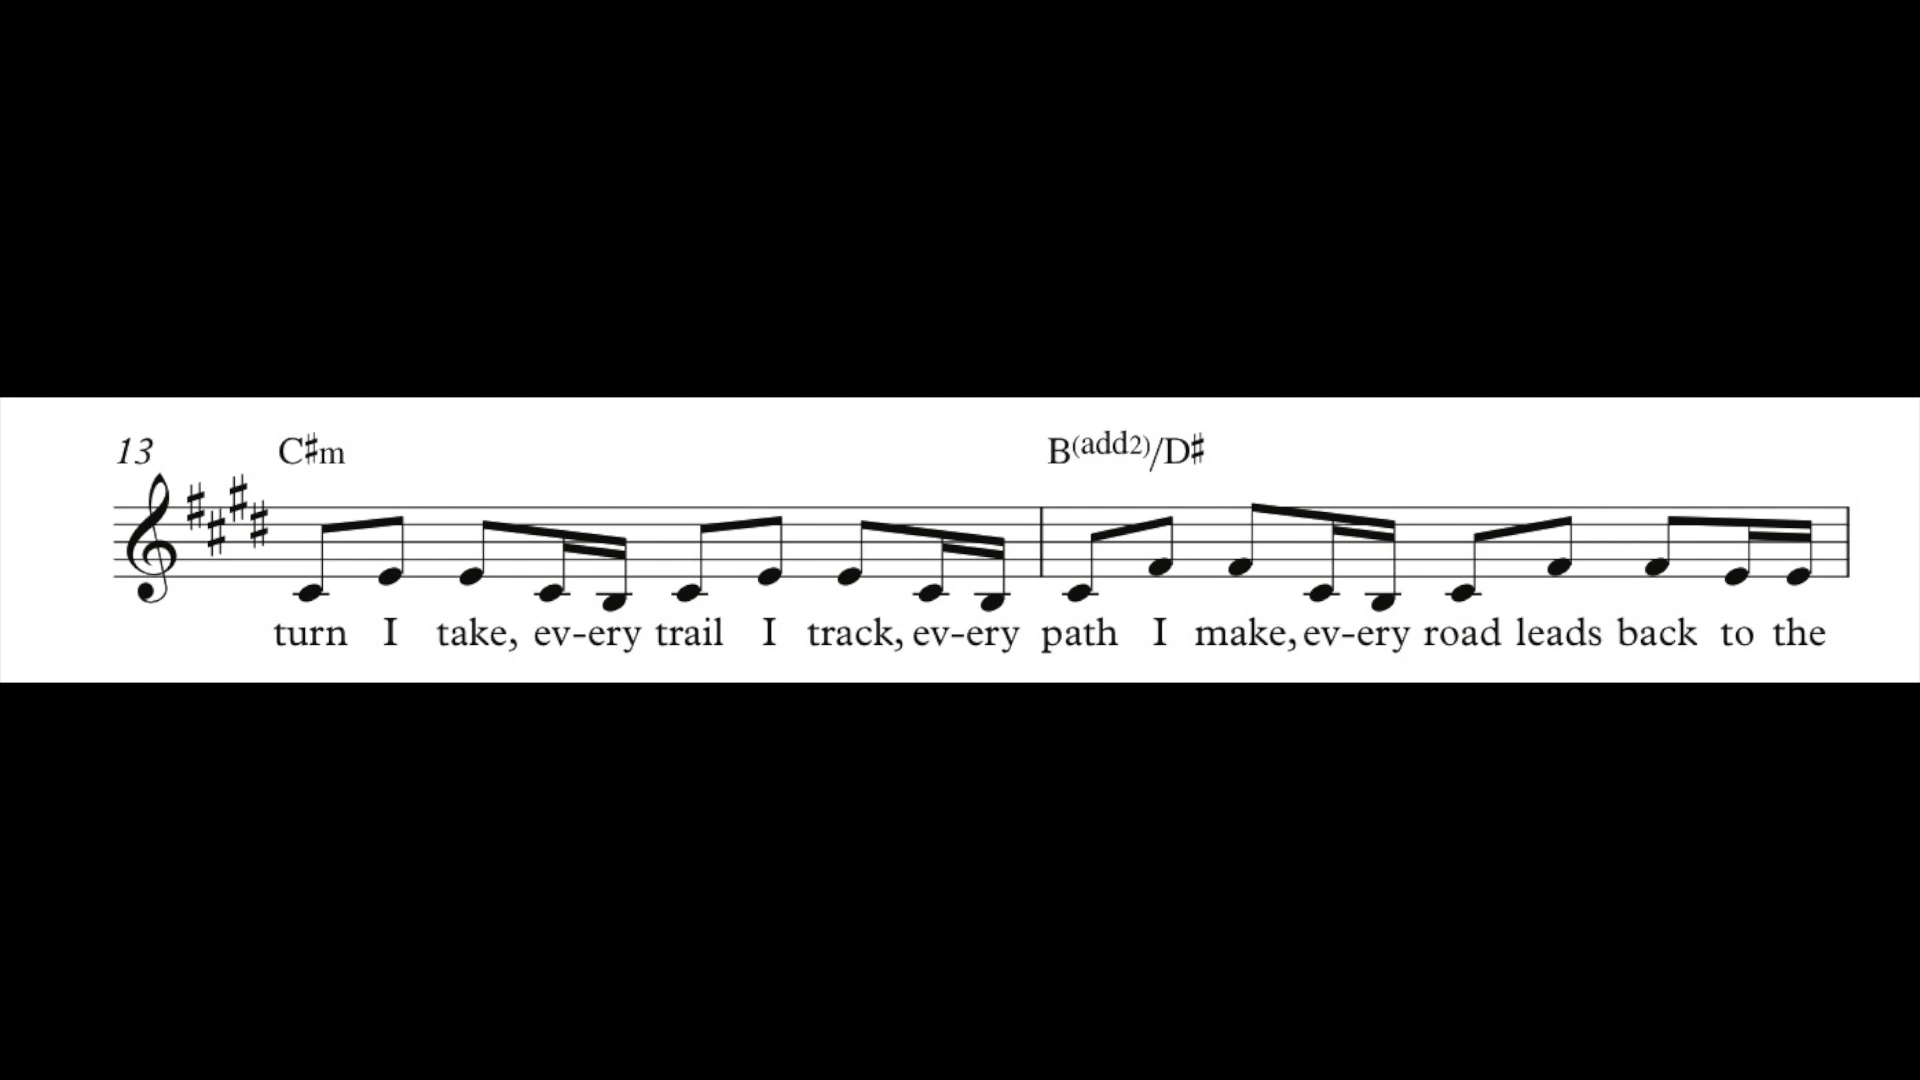 13 C♯m B(add2)/D♯
turn I take, ev-ery trail I track, ev-ery path I make, ev-ery road leads back to the